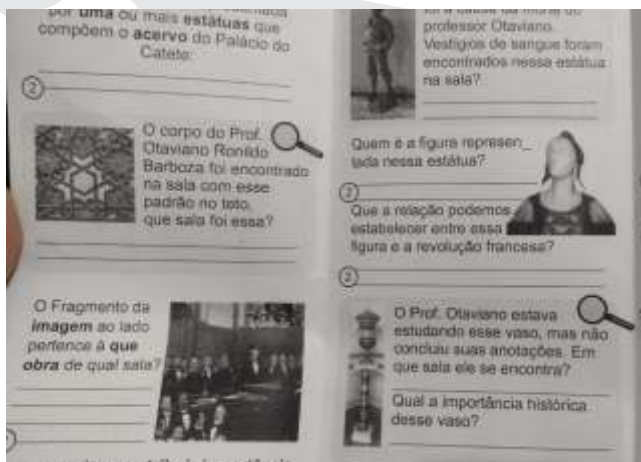 por uma ou mais estátuas que
compõem o acervo do Palácio do
Catete:
2
O corpo do Prof.
Otaviano Ronildo
Barboza foi encontrado
na sala com esse
padrão no teto,
que sala foi essa?
O Fragmento da
imagem ao lado
pertence à que
obra de qual sala?
professor Otaviano.
Vestígios de sangue foram
encontrados nessa estátua
na sala?
Quem é a figura represen_
tada nessa estátua?
2
Que a relação podemos
estabelecer entre essa
figura e a revolução francesa?
2
O Prof. Otaviano estava
estudando esse vaso, mas não
concluiu suas anotações. Em
que sala ele se encontra?
Qual a importância histórica
desse vaso?